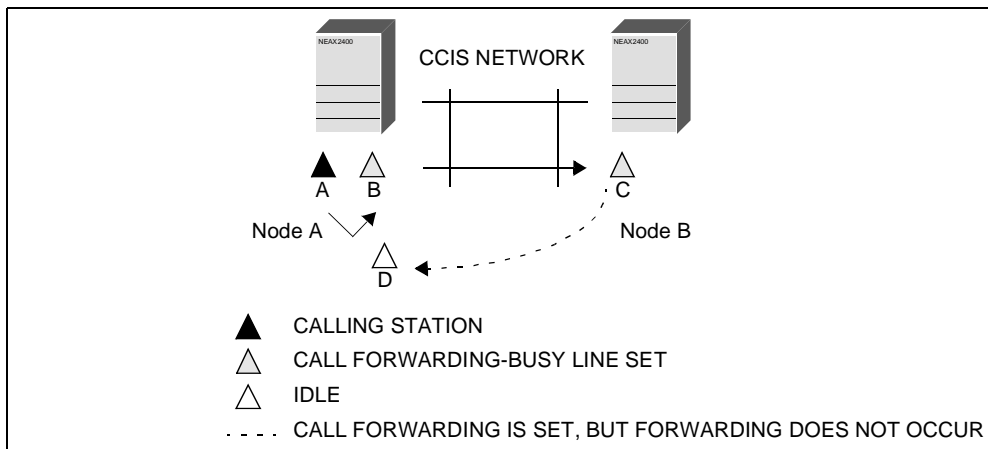 NEAX2400 NEAX2400
CCIS NETWORK
A B C
Node A Node B
D
CALLING STATION
CALL FORWARDING-BUSY LINE SET
IDLE
CALL FORWARDING IS SET, BUT FORWARDING DOES NOT OCCUR